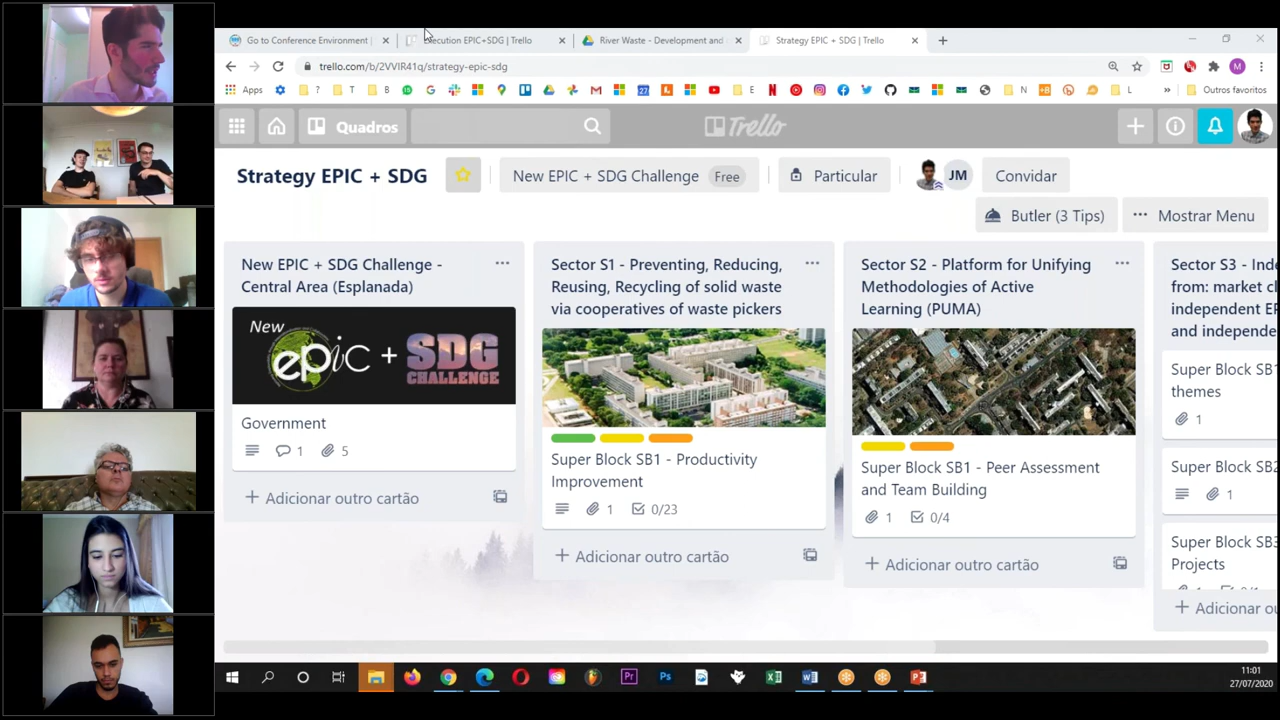 Go to Conference Environment
Execution EPIC+SDG | Trello
River Waste - Development and
Strategy EPIC + SDG | Trello
trello.com/b/2VVIR41q/strategy-epic-sdg
Apps
?
T
B
27
E
N
L
»
Outros favoritos
M
Quadros
Trello
Strategy EPIC + SDG
New EPIC + SDG Challenge Free
Particular
JM
Convidar
Butler (3 Tips)
Mostrar Menu
New EPIC + SDG Challenge -
Central Area (Esplanada)
New
epic + SDG
CHALLENGE
Government
1 5
+ Adicionar outro cartão
Sector S1 - Preventing, Reducing,
Reusing, Recycling of solid waste
via cooperatives of waste pickers
Super Block SB1 - Productivity
Improvement
1 0/23
+ Adicionar outro cartão
Sector S2 - Platform for Unifying
Methodologies of Active
Learning (PUMA)
Super Block SB1 - Peer Assessment
and Team Building
1 0/4
+ Adicionar outro cartão
Sector S3 - Inde
from: market c
independent E
and independe
Super Block SB
themes
1
Super Block SB
1
Super Block SB
Projects
+ Adicionar o
Pr
Ps
11:01
27/07/2020